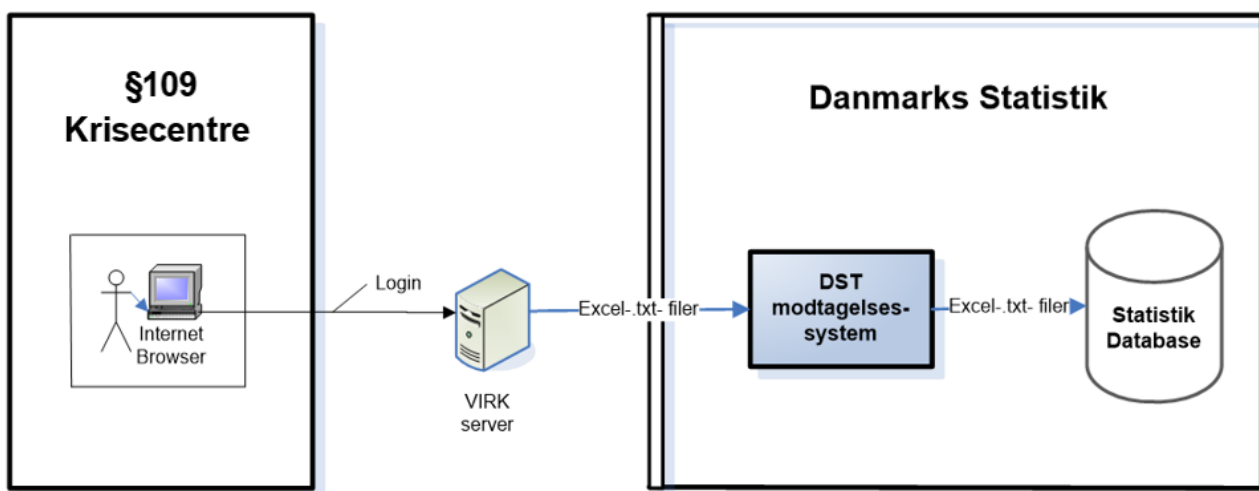 §109
Krisecentre
Internet
Browser
Login
VIRK
server
Excel-.txt- filer
Danmarks Statistik
DST
modtagelses-
system
Excel-.txt- filer
Statistik
Database